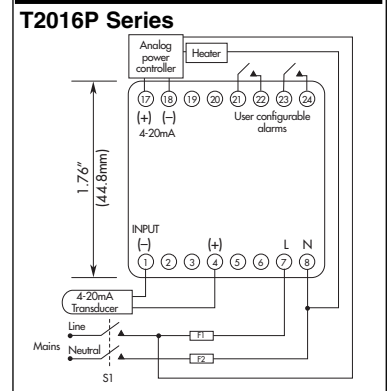 T2016P Series
Analog
power
controller
Heater
17 18 19 20 21 22 23 24
(+) (–)
4-20mA
User configurable
alarms
1.76"
(44.8mm)
INPUT
(–) (+) L N
1 2 3 4 5 6 7 8
4-20mA
Transducer
Line
Mains
Neutral
F1
F2
S1